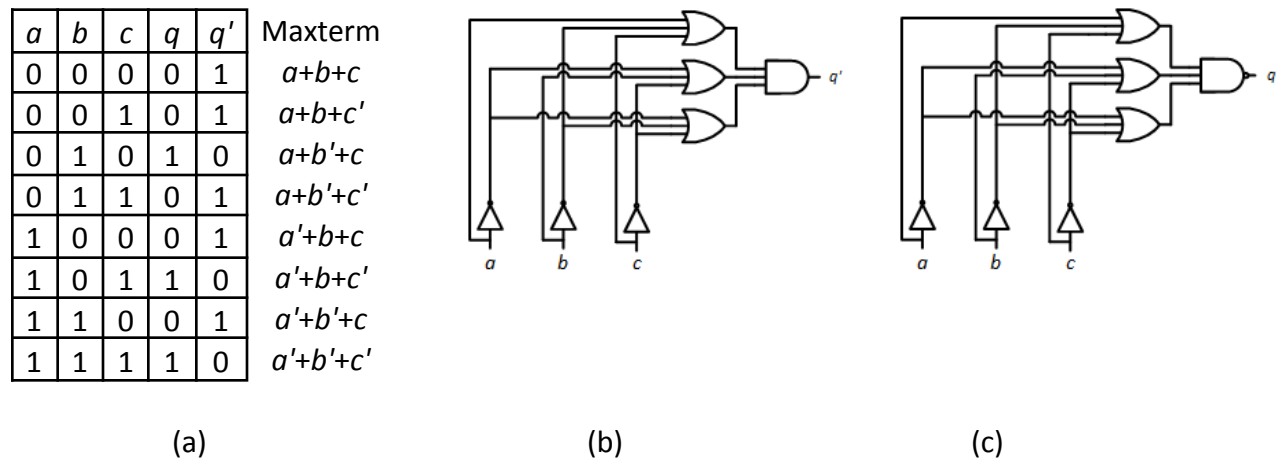 a b c q q' Maxterm
0 0 0 0 1 a+b+c
0 0 1 0 1 a+b+c'
0 1 0 1 0 a+b'+c
0 1 1 0 1 a+b'+c'
1 0 0 0 1 a'+b+c
1 0 1 1 0 a'+b+c'
1 1 0 0 1 a'+b'+c
1 1 1 1 0 a'+b'+c'
q'
a b c
q
a b c
(a) (b) (c)